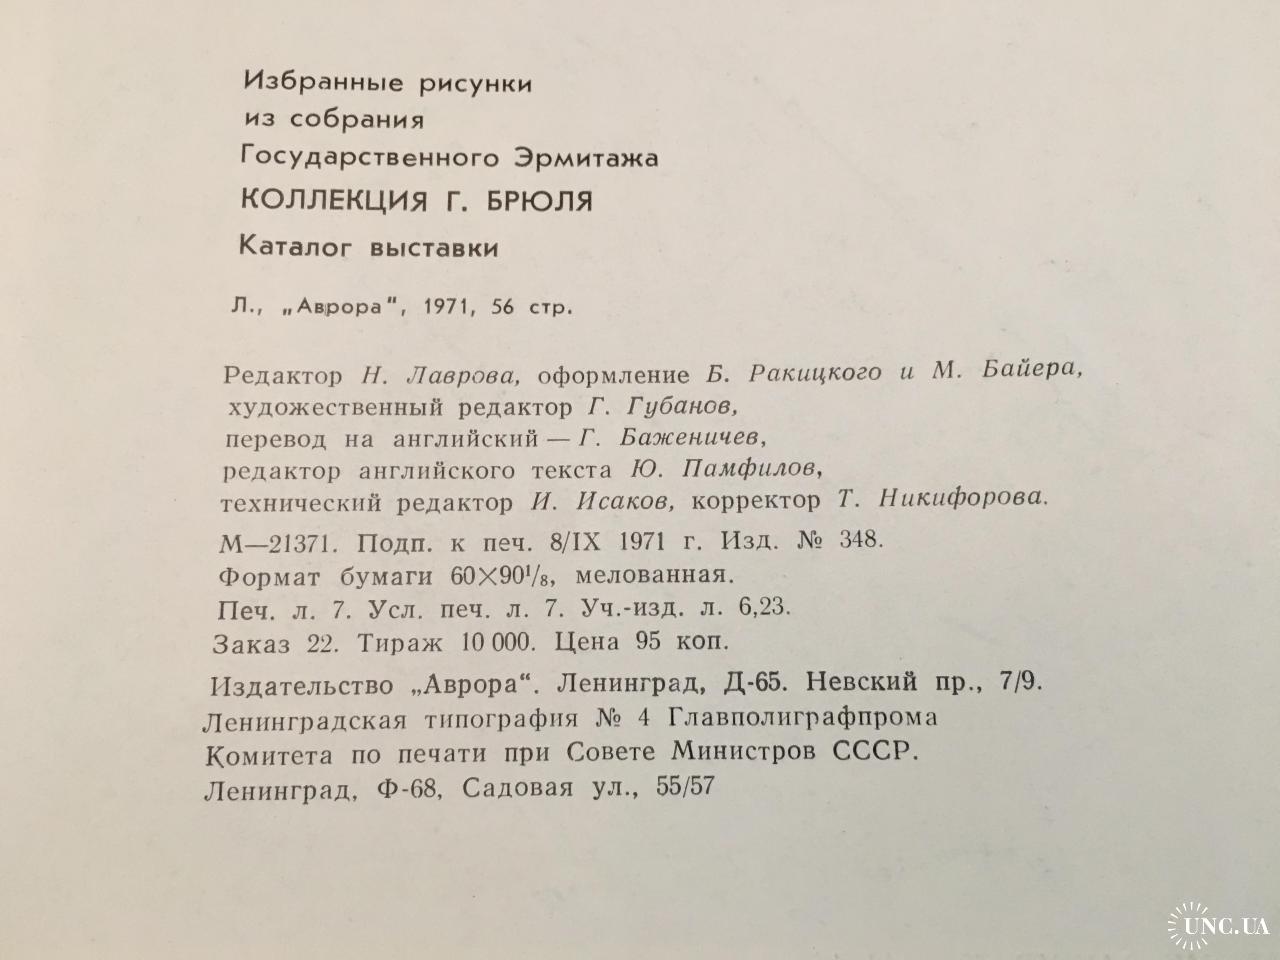 Избранные рисунки
из собрания
Государственного Эрмитажа
КОЛЛЕКЦИЯ Г. БРЮЛЯ
Каталог выставки
Л., „Аврора“, 1971, 56 стр.
Редактор Н. Лаврова, оформление Б. Ракицкого и М. Байера,
художественный редактор Г. Губанов,
перевод на английский — Г. Баженичев,
редактор английского текста Ю. Памфилов,
технический редактор И. Исаков, корректор Т. Никифорова.
М—21371. Подп. к печ. 8/IX 1971 г. Изд. № 348.
Формат бумаги 60×90¹/₈, мелованная.
Печ. л. 7. Усл. печ. л. 7. Уч.-изд. л. 6,23.
Заказ 22. Тираж 10 000. Цена 95 коп.
Издательство „Аврора“. Ленинград, Д-65. Невский пр., 7/9.
Ленинградская типография № 4 Главполиграфпрома
Комитета по печати при Совете Министров СССР.
Ленинград, Ф-68, Садовая ул., 55/57
UNC.UA